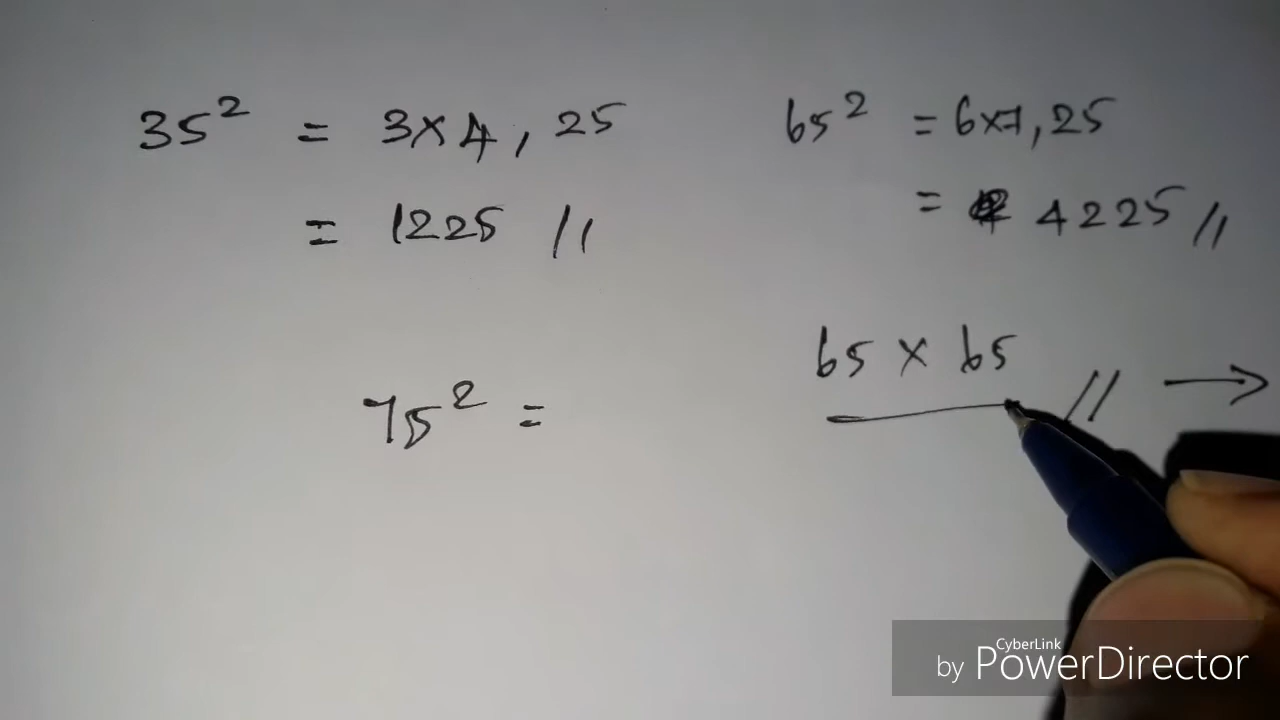 35² = 3×4, 25
= 1225 //
65² = 6×7, 25
= 4225 //
65 × 65 // →
75² =
CyberLink
by PowerDirector